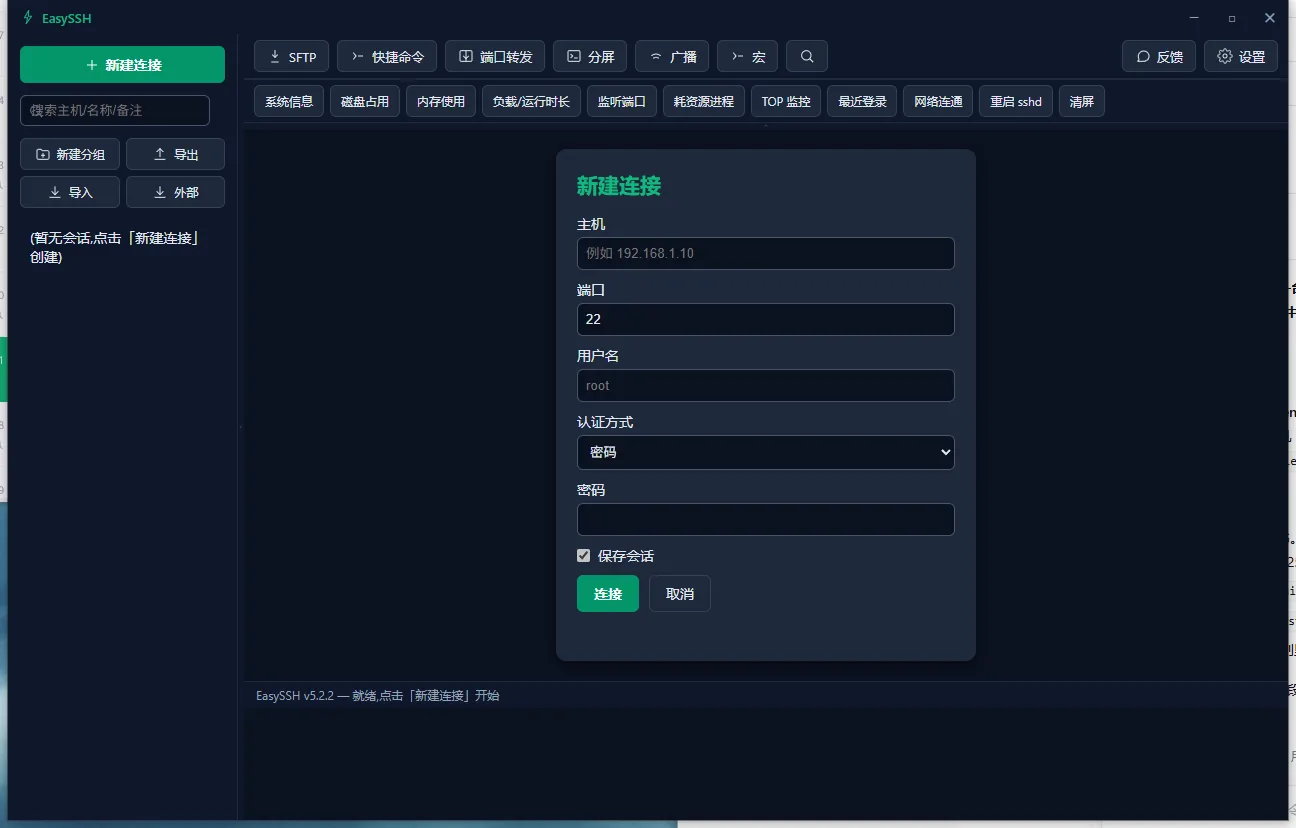 EasySSH
新建连接
搜索主机/名称/备注
新建分组
导出
导入
外部
(暂无会话,点击「新建连接」
创建)
SFTP
快捷命令
端口转发
分屏
广播
宏
反馈
设置
系统信息
磁盘占用
内存使用
负载/运行时长
监听端口
耗资源进程
TOP 监控
最近登录
网络连通
重启 sshd
清屏
新建连接
主机
例如 192.168.1.10
端口
22
用户名
root
认证方式
密码
密码
保存会话
连接
取消
EasySSH v5.2.2 — 就绪,点击「新建连接」开始